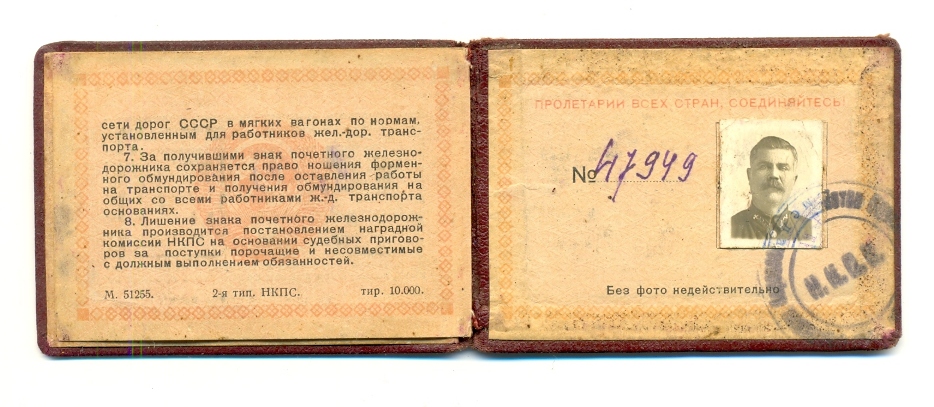 сети дорог СССР в мягких вагонах по нормам,
установленным для работников жел.-дор. транс-
порта.
7. За получившими знак почетного железно-
дорожника сохраняется право ношения формен-
ного обмундирования после оставления работы
на транспорте и получения обмундирования на
общих со всеми работниками ж.-д. транспорта
основаниях.
8. Лишение знака почетного железнодорож-
ника производится постановлением наградной
комиссии НКПС на основании судебных пригово-
ров за поступки порочащие и несовместимые
с должным выполнением обязанностей.
М. 51255. 2-я тип. НКПС. тир. 10.000.
ПРОЛЕТАРИИ ВСЕХ СТРАН, СОЕДИНЯЙТЕСЬ!
№ 47949
Без фото недействительно